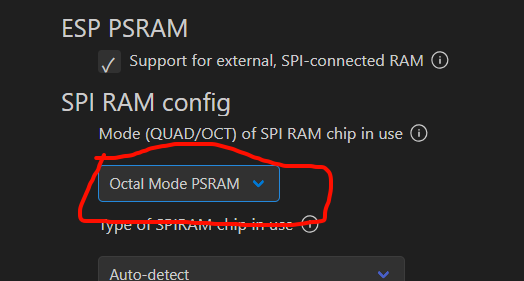 ESP PSRAM
Support for external, SPI-connected RAM
SPI RAM config
Mode (QUAD/OCT) of SPI RAM chip in use
Octal Mode PSRAM
Type of SPIRAM chip in use
Auto-detect